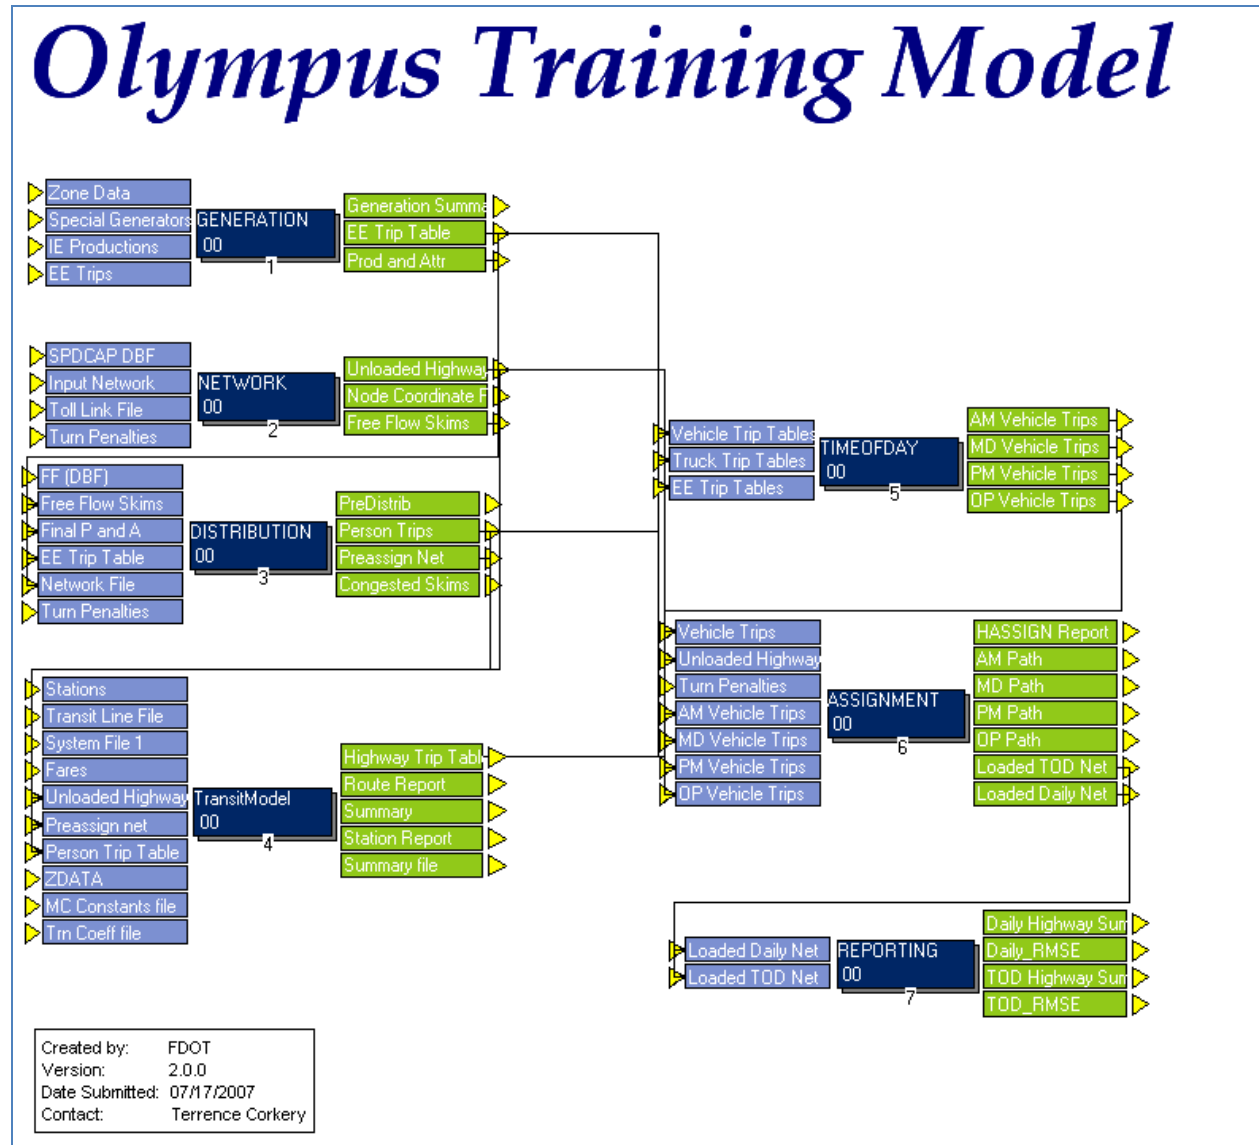 Olympus Training Model
Zone Data
Special Generators
IE Productions
EE Trips
GENERATION
00
1
Generation Summa
EE Trip Table
Prod and Attr
SPDCAP DBF
Input Network
Toll Link File
Turn Penalties
NETWORK
00
2
Unloaded Highway
Node Coordinate F
Free Flow Skims
FF (DBF)
Free Flow Skims
Final P and A
EE Trip Table
Network File
Turn Penalties
DISTRIBUTION
00
3
PreDistrib
Person Trips
Preassign Net
Congested Skims
Stations
Transit Line File
System File 1
Fares
Unloaded Highway
Preassign net
Person Trip Table
ZDATA
MC Constants file
Trn Coeff file
TransitModel
00
4
Highway Trip Table
Route Report
Summary
Station Report
Summary file
Vehicle Trip Tables
Truck Trip Tables
EE Trip Tables
TIMEOFDAY
00
5
AM Vehicle Trips
MD Vehicle Trips
PM Vehicle Trips
OP Vehicle Trips
Vehicle Trips
Unloaded Highway
Turn Penalties
AM Vehicle Trips
MD Vehicle Trips
PM Vehicle Trips
OP Vehicle Trips
ASSIGNMENT
00
6
HASSIGN Report
AM Path
MD Path
PM Path
OP Path
Loaded TOD Net
Loaded Daily Net
Loaded Daily Net
Loaded TOD Net
REPORTING
00
7
Daily Highway Sum
Daily_RMSE
TOD Highway Sum
TOD_RMSE
Created by: FDOT
Version: 2.0.0
Date Submitted: 07/17/2007
Contact: Terrence Corkery